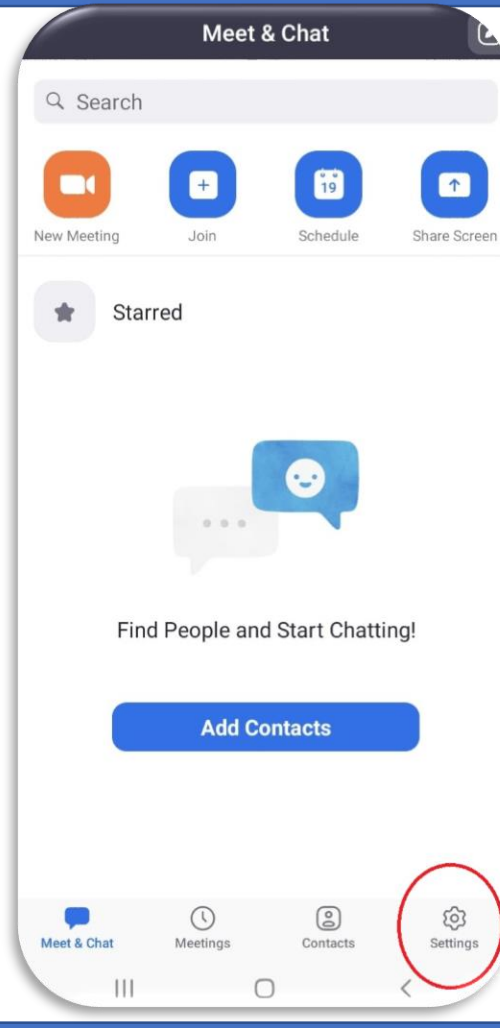 Meet & Chat
Search
19
New Meeting Join Schedule Share Screen
Starred
Find People and Start Chatting!
Add Contacts
Meet & Chat Meetings Contacts Settings